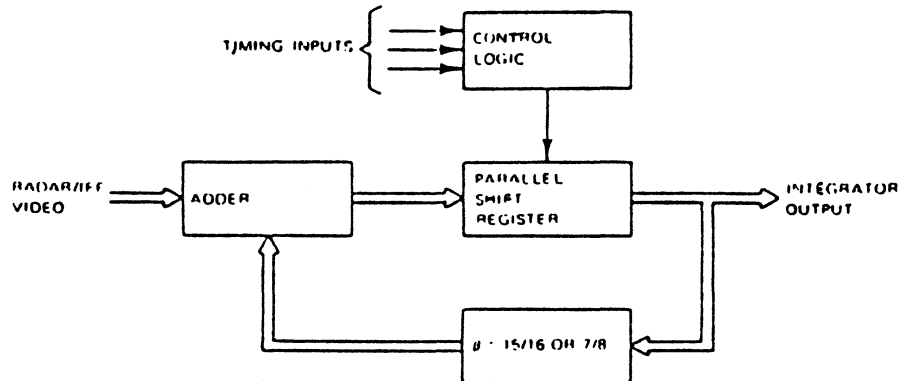 TIMING INPUTS
CONTROL
LOGIC
RADAR/IFF
VIDEO
ADDER
PARALLEL
SHIFT
REGISTER
INTEGRATOR
OUTPUT
β = 15/16 OR 7/8